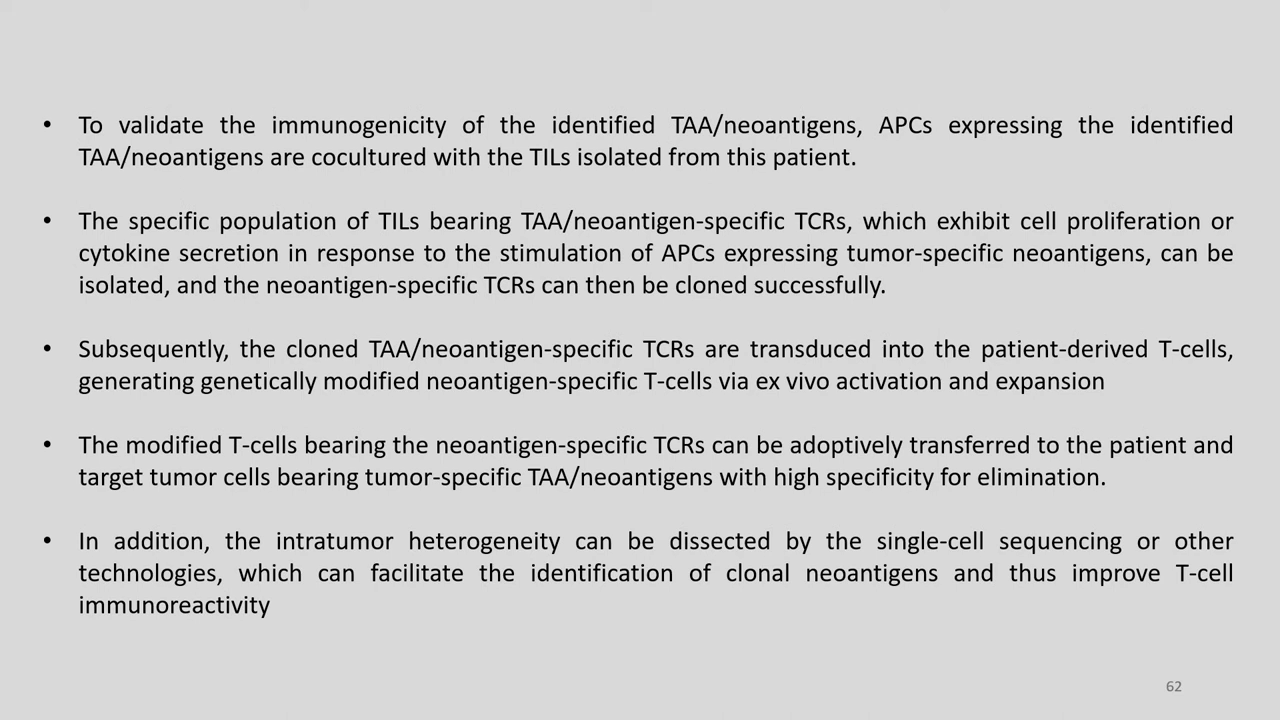 • To validate the immunogenicity of the identified TAA/neoantigens, APCs expressing the identified
TAA/neoantigens are cocultured with the TILs isolated from this patient.
• The specific population of TILs bearing TAA/neoantigen-specific TCRs, which exhibit cell proliferation or
cytokine secretion in response to the stimulation of APCs expressing tumor-specific neoantigens, can be
isolated, and the neoantigen-specific TCRs can then be cloned successfully.
• Subsequently, the cloned TAA/neoantigen-specific TCRs are transduced into the patient-derived T-cells,
generating genetically modified neoantigen-specific T-cells via ex vivo activation and expansion
• The modified T-cells bearing the neoantigen-specific TCRs can be adoptively transferred to the patient and
target tumor cells bearing tumor-specific TAA/neoantigens with high specificity for elimination.
• In addition, the intratumor heterogeneity can be dissected by the single-cell sequencing or other
technologies, which can facilitate the identification of clonal neoantigens and thus improve T-cell
immunoreactivity
62